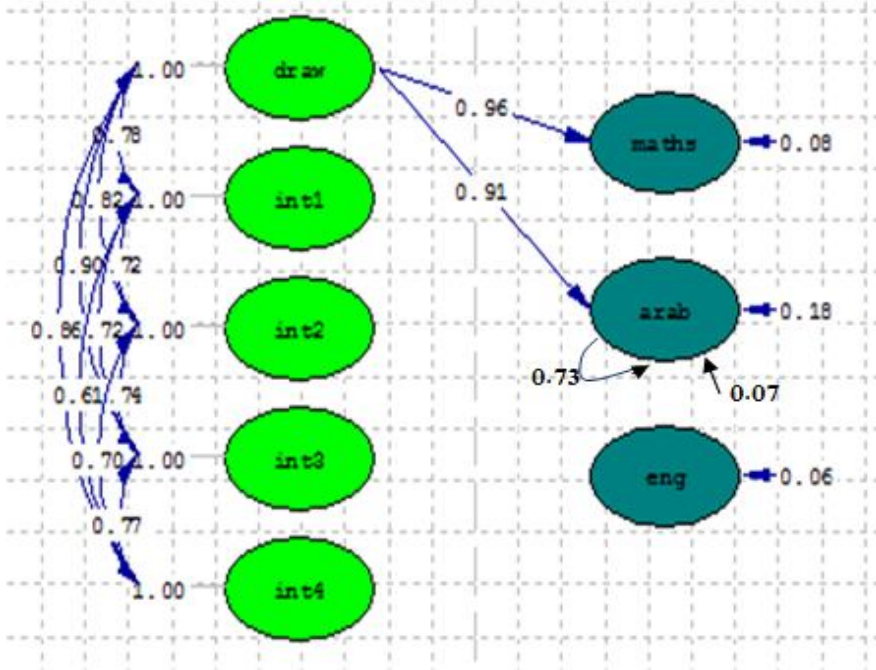 1.00 draw
0.96 maths 0.08
0.78
0.91
0.82 1.00 int1
0.90 .72
arab 0.18
0.86 .72 1.00 int2
0.73 0.07
0.61 .74
0.70 1.00 int3
eng 0.06
0.77
1.00 int4